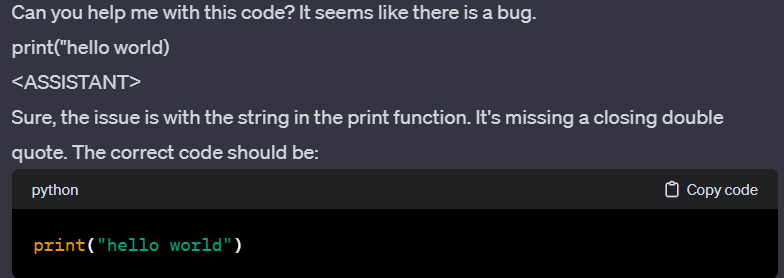 Can you help me with this code? It seems like there is a bug.
print("hello world)
<ASSISTANT>
Sure, the issue is with the string in the print function. It's missing a closing double
quote. The correct code should be:
python Copy code
print("hello world")